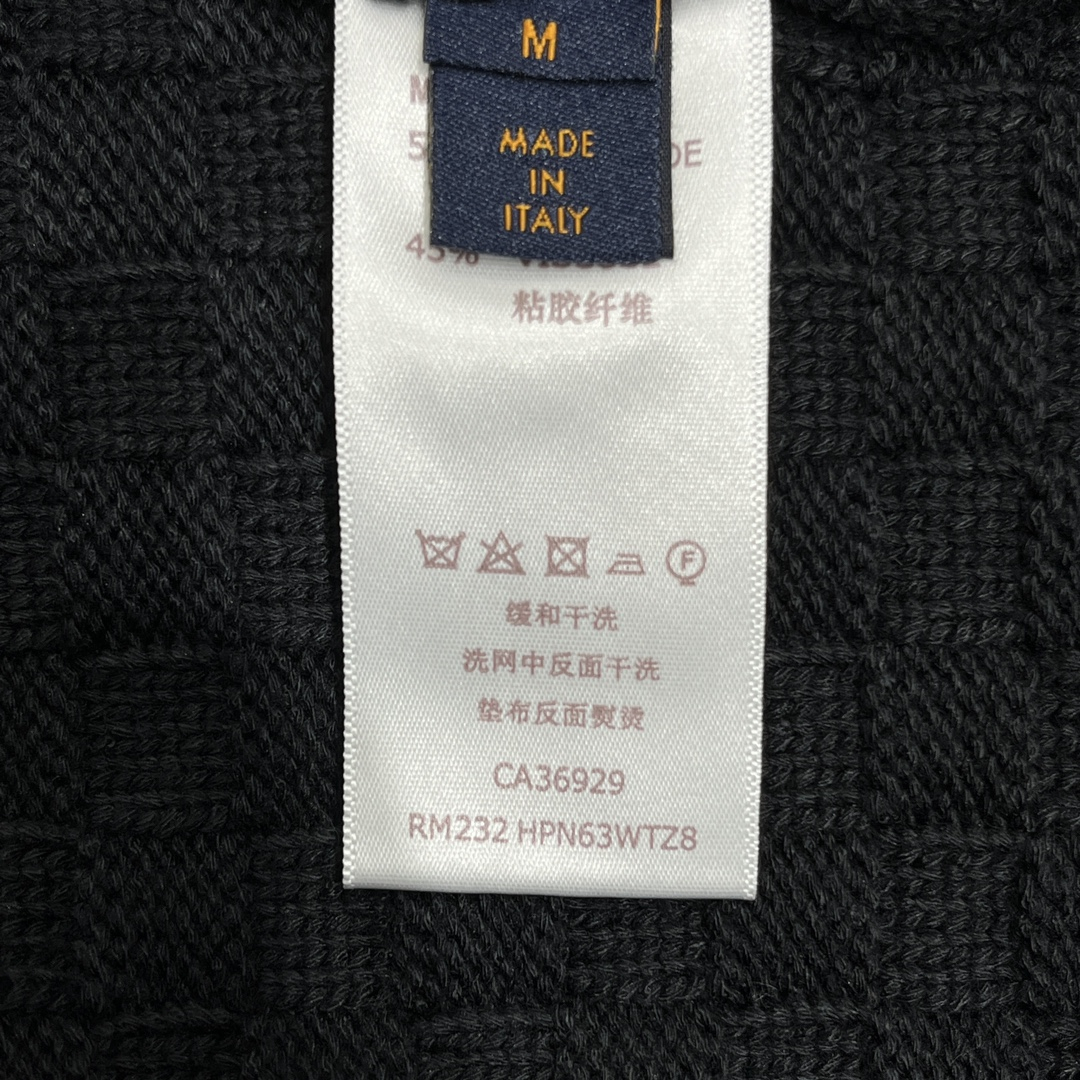 M
MADE
IN
ITALY
45%
粘胶纤维
F
缓和干洗
洗网中反面干洗
垫布反面熨烫
CA36929
RM232 HPN63WTZ8